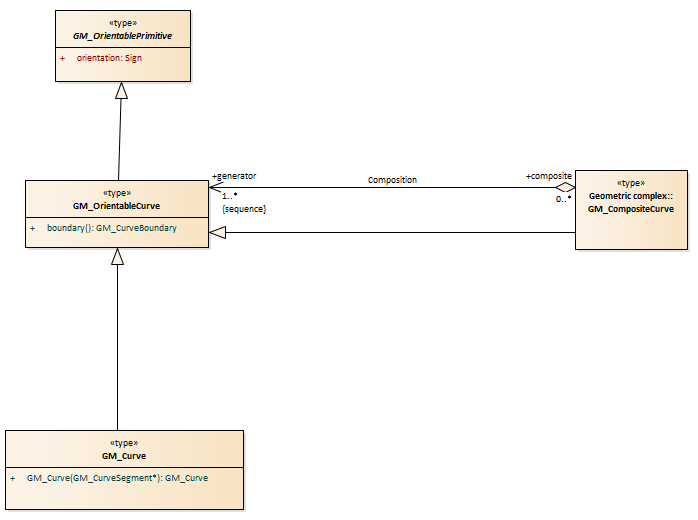 «type»
GM_OrientablePrimitive
+ orientation: Sign
+generator
Composition
+composite
1..*
0..*
{sequence}
«type»
GM_OrientableCurve
+ boundary(): GM_CurveBoundary
«type»
Geometric complex::
GM_CompositeCurve
«type»
GM_Curve
+ GM_Curve(GM_CurveSegment*): GM_Curve